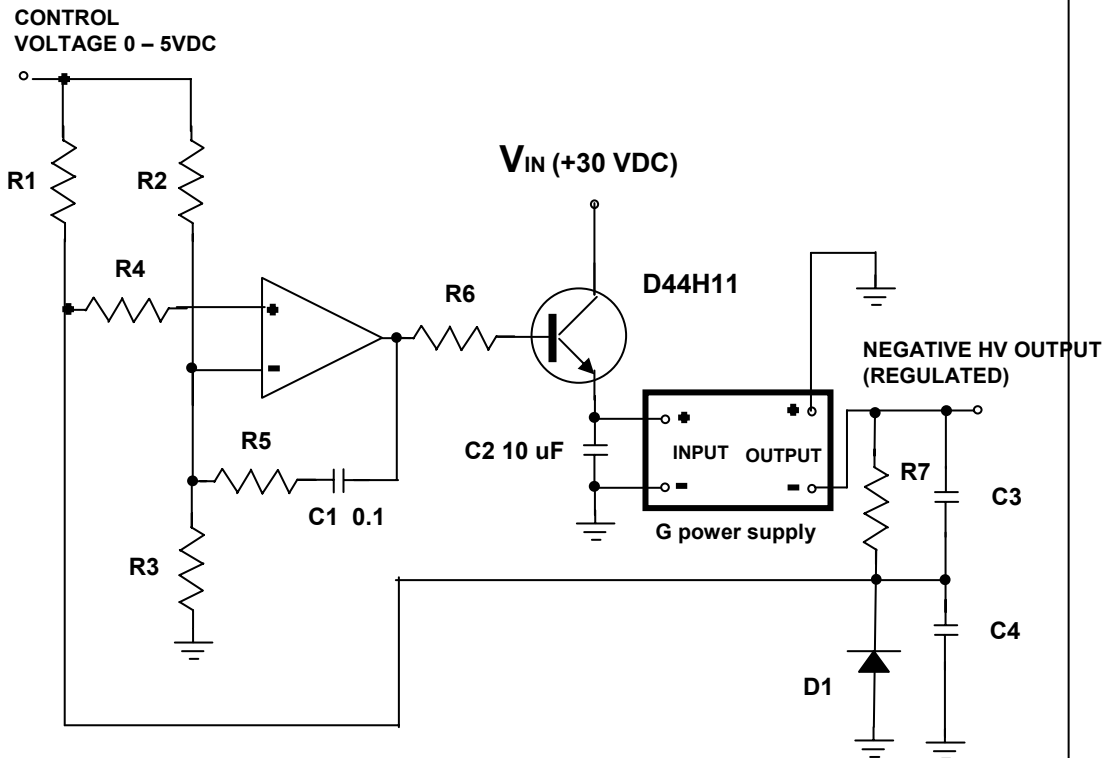 CONTROL
VOLTAGE 0 – 5VDC
R1
R2
VIN (+30 VDC)
R4
+
-
R6
D44H11
NEGATIVE HV OUTPUT
(REGULATED)
+
+
C2 10 uF
INPUT
OUTPUT
-
-
R5
C1 0.1
G power supply
R7
C3
R3
C4
D1